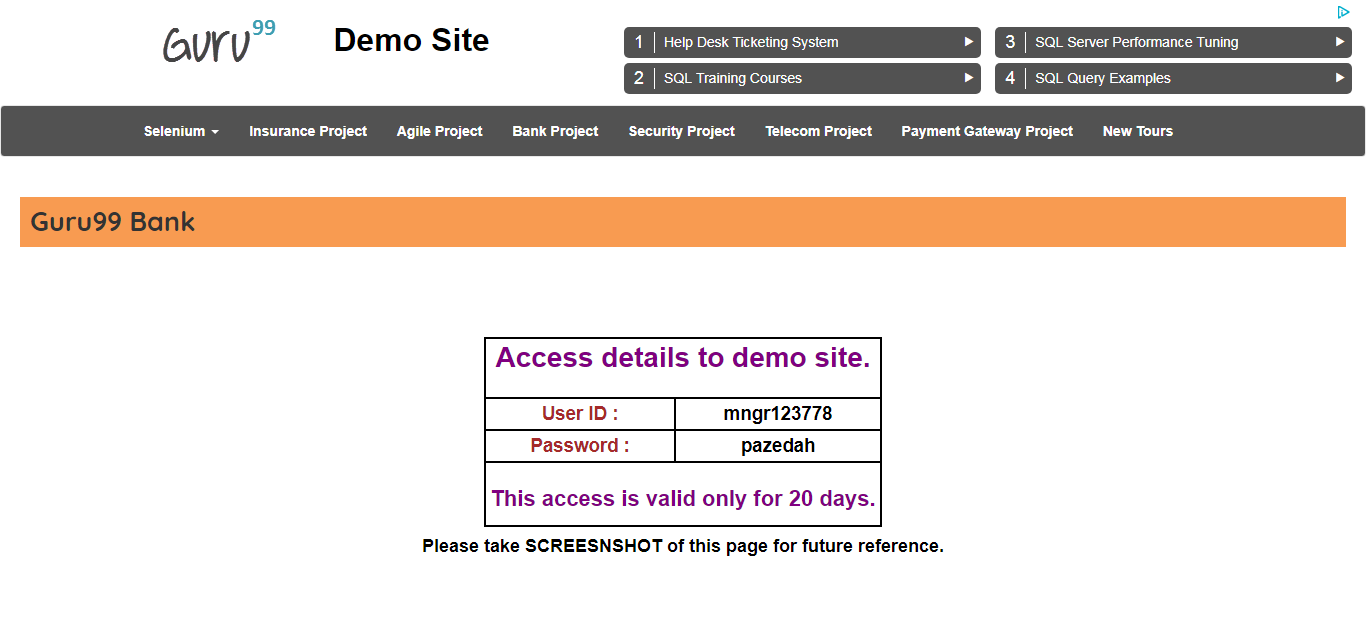 Guru99 Demo Site
1 Help Desk Ticketing System
3 SQL Server Performance Tuning
2 SQL Training Courses
4 SQL Query Examples
Selenium Insurance Project Agile Project Bank Project Security Project Telecom Project Payment Gateway Project New Tours
Guru99 Bank
Access details to demo site.
User ID : mngr123778
Password : pazedah
This access is valid only for 20 days.
Please take SCREESNSHOT of this page for future reference.